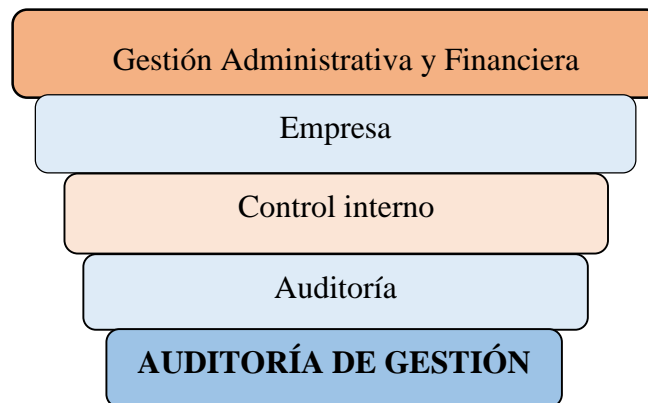 Gestión Administrativa y Financiera
Empresa
Control interno
Auditoría
AUDITORÍA DE GESTIÓN